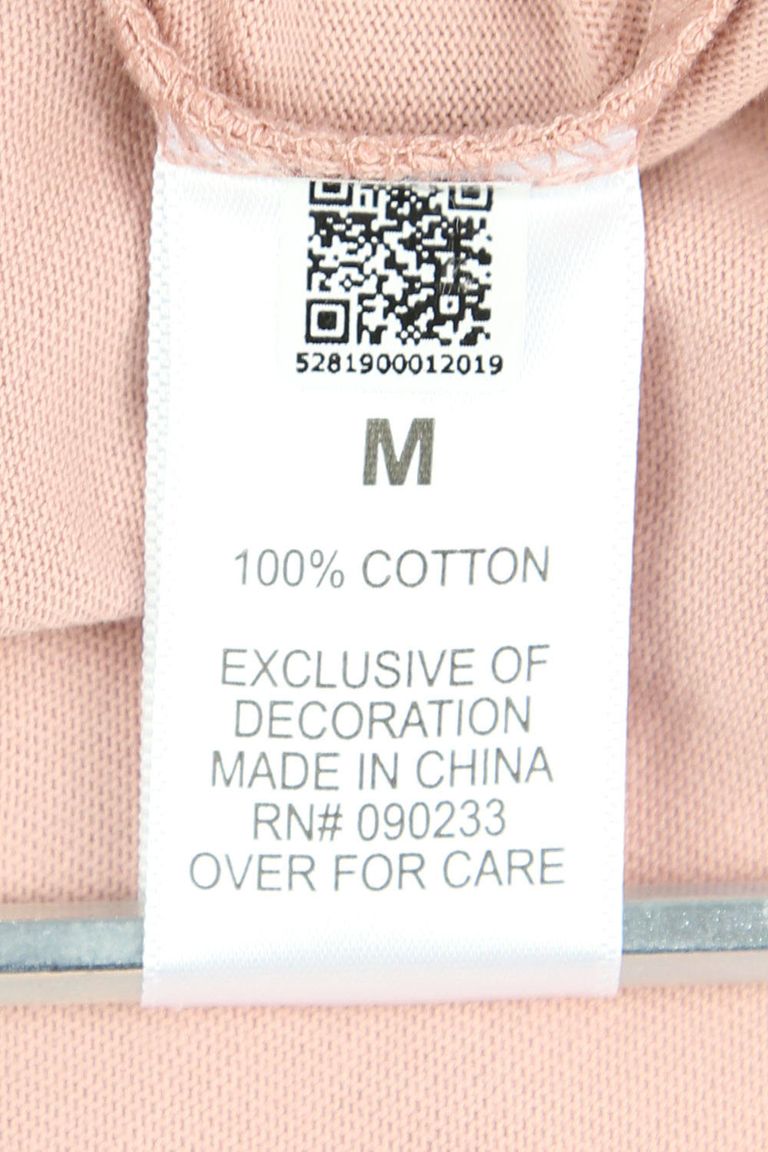 5281900012019
M
100% COTTON
EXCLUSIVE OF
DECORATION
MADE IN CHINA
RN# 090233
OVER FOR CARE